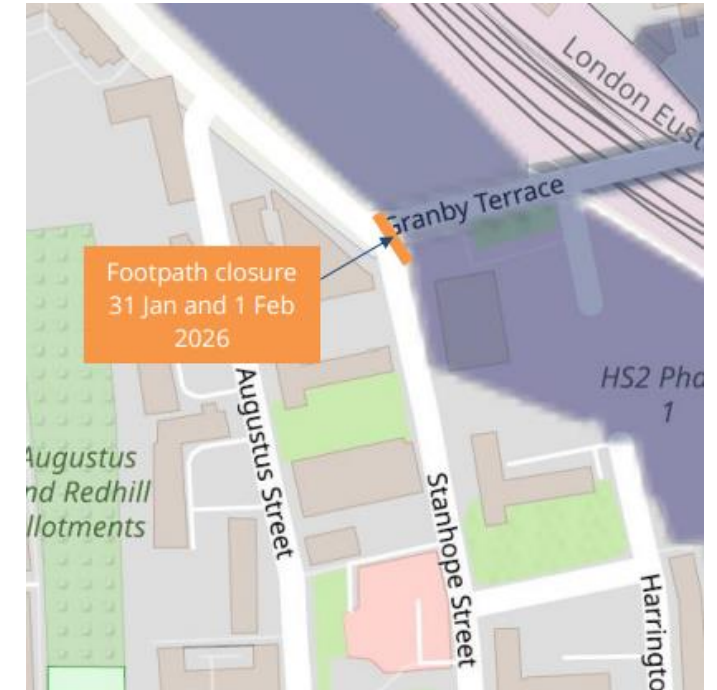 London Eust
Granby Terrace
Footpath closure
31 Jan and 1 Feb
2026
HS2 Pha
1
Augustus Street
Augustus
nd Redhill
llotments
Stanhope Street
Harringto